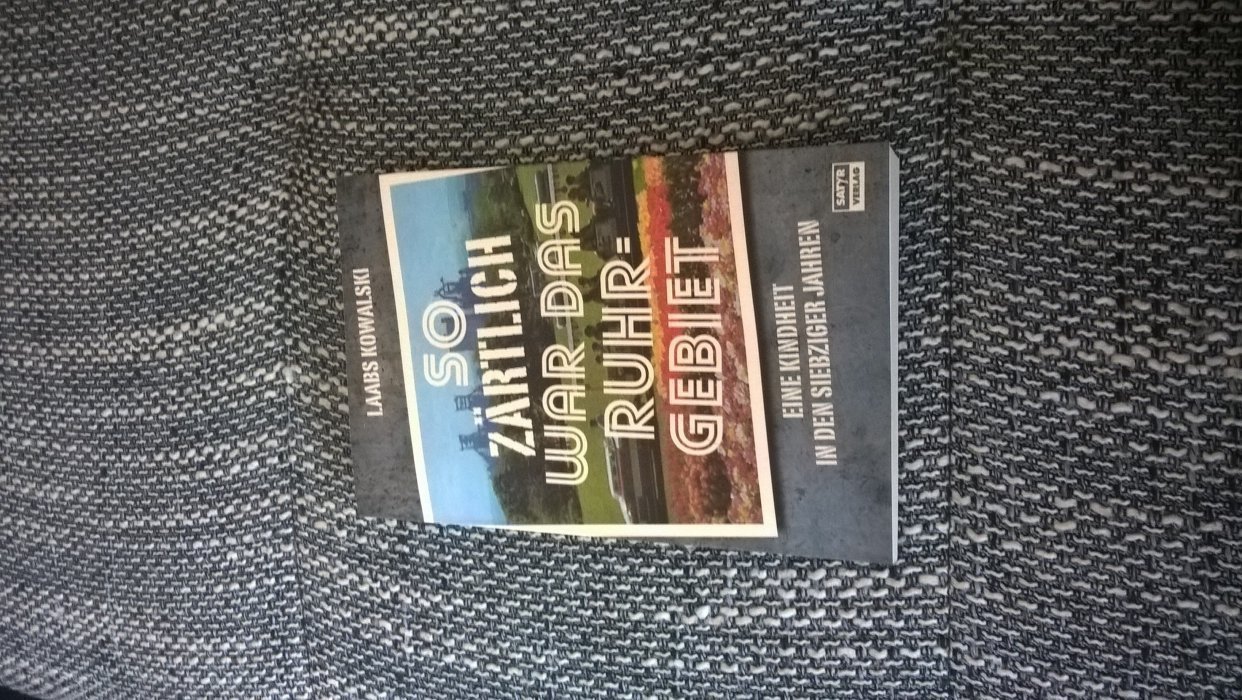 LAABS KOWALSKI
SO
ZÄRTLICH
WAR DAS
RUHR=
GEBIET
EINE KINDHEIT
IN DEN SIEBZIGER JAHREN
SATYR
VERLAG